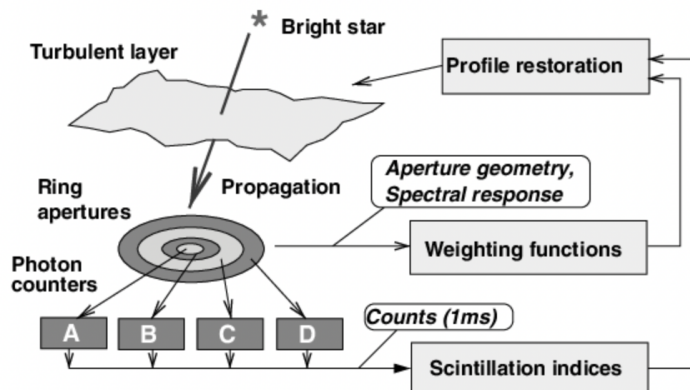 *
Bright star
Turbulent layer
Profile restoration
Ring
apertures
Propagation
Aperture geometry,
Spectral response
Weighting functions
Photon
counters
A B C D
Counts (1ms)
Scintillation indices